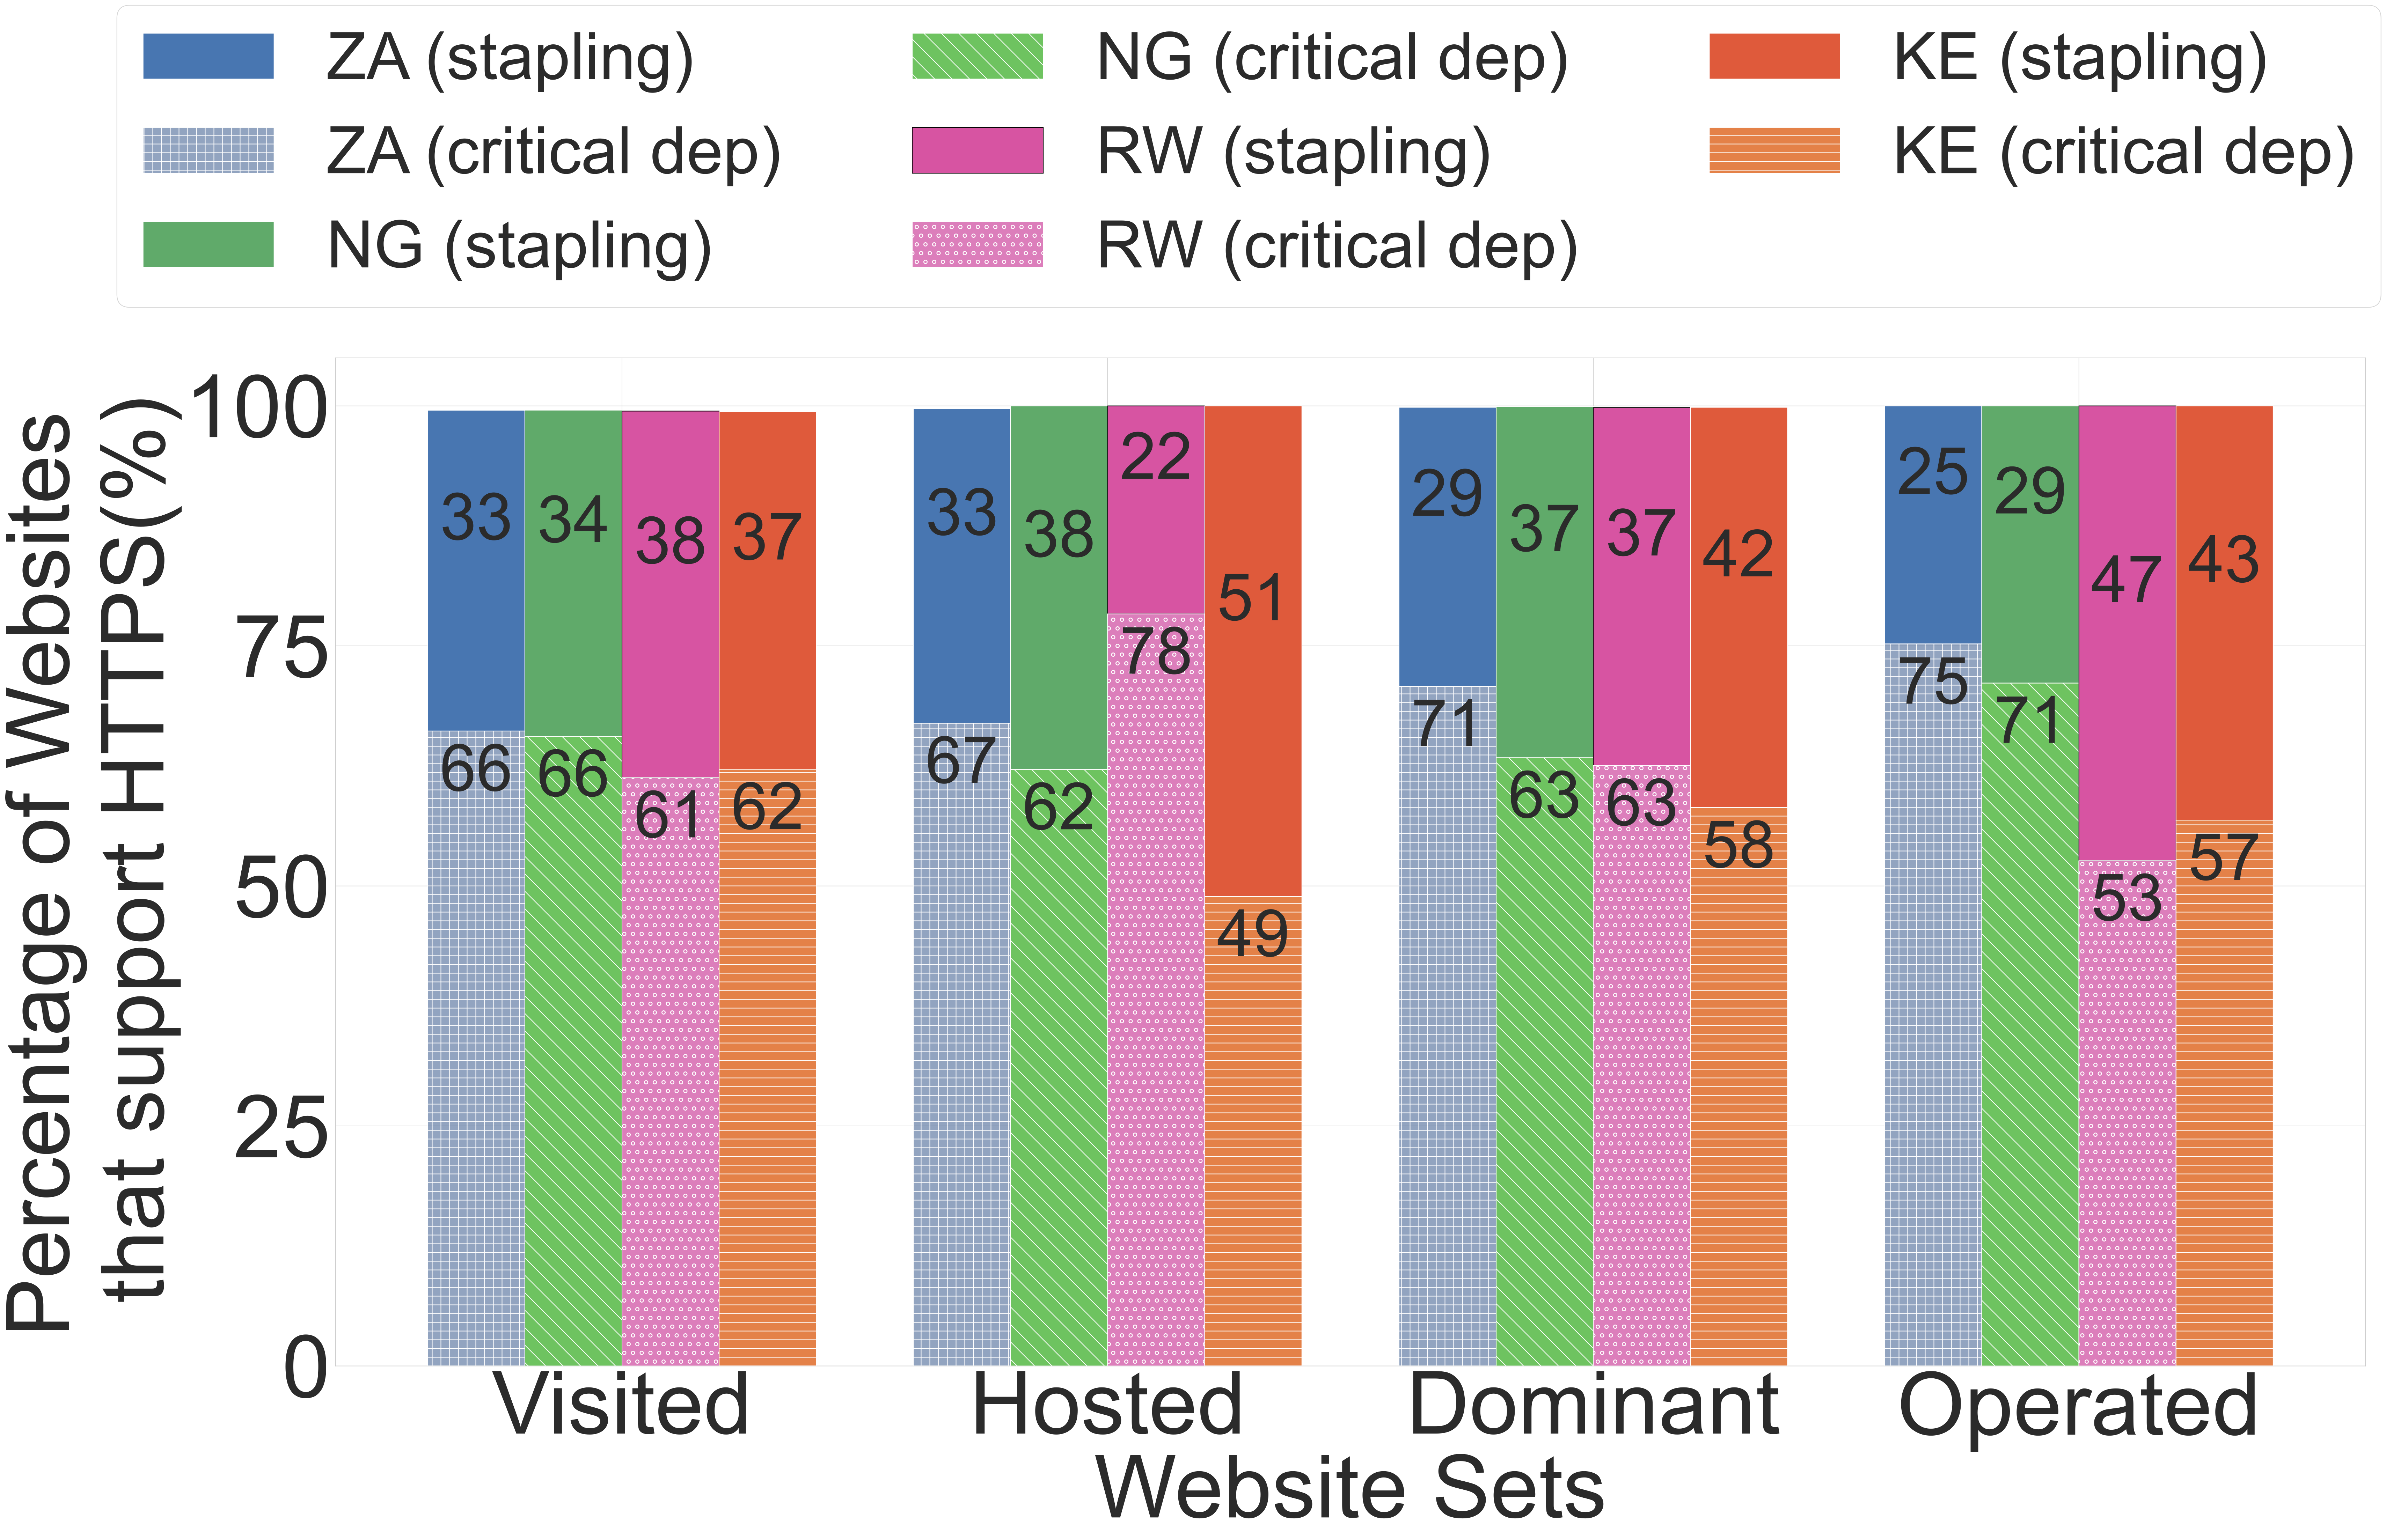 ZA (stapling)
ZA (critical dep)
NG (stapling)
NG (critical dep)
RW (stapling)
RW (critical dep)
KE (stapling)
KE (critical dep)
Percentage of Websites
that support HTTPS(%)
100
75
50
25
0
33
34
38
37
66
66
61
62
33
38
22
51
67
62
78
49
29
37
37
42
71
63
63
58
25
29
47
43
75
71
53
57
Visited
Hosted
Dominant
Operated
Website Sets